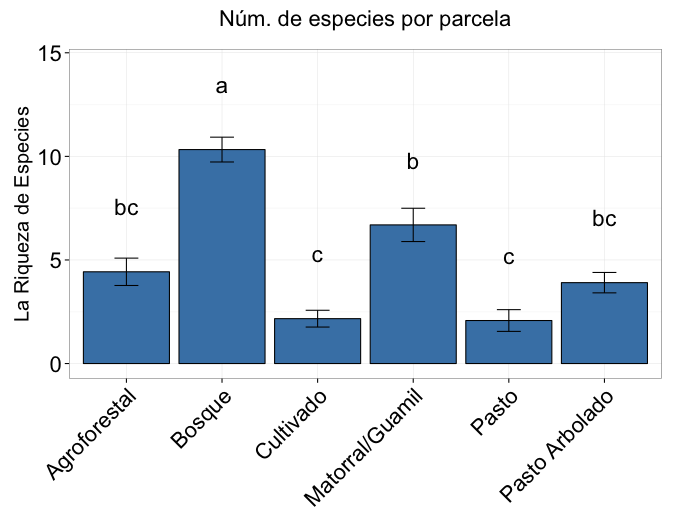 Núm. de especies por parcela
La Riqueza de Especies
15
10
5
0
bc
a
c
b
c
bc
Agroforestal
Bosque
Cultivado
Matorral/Guamil
Pasto
Pasto Arbolado